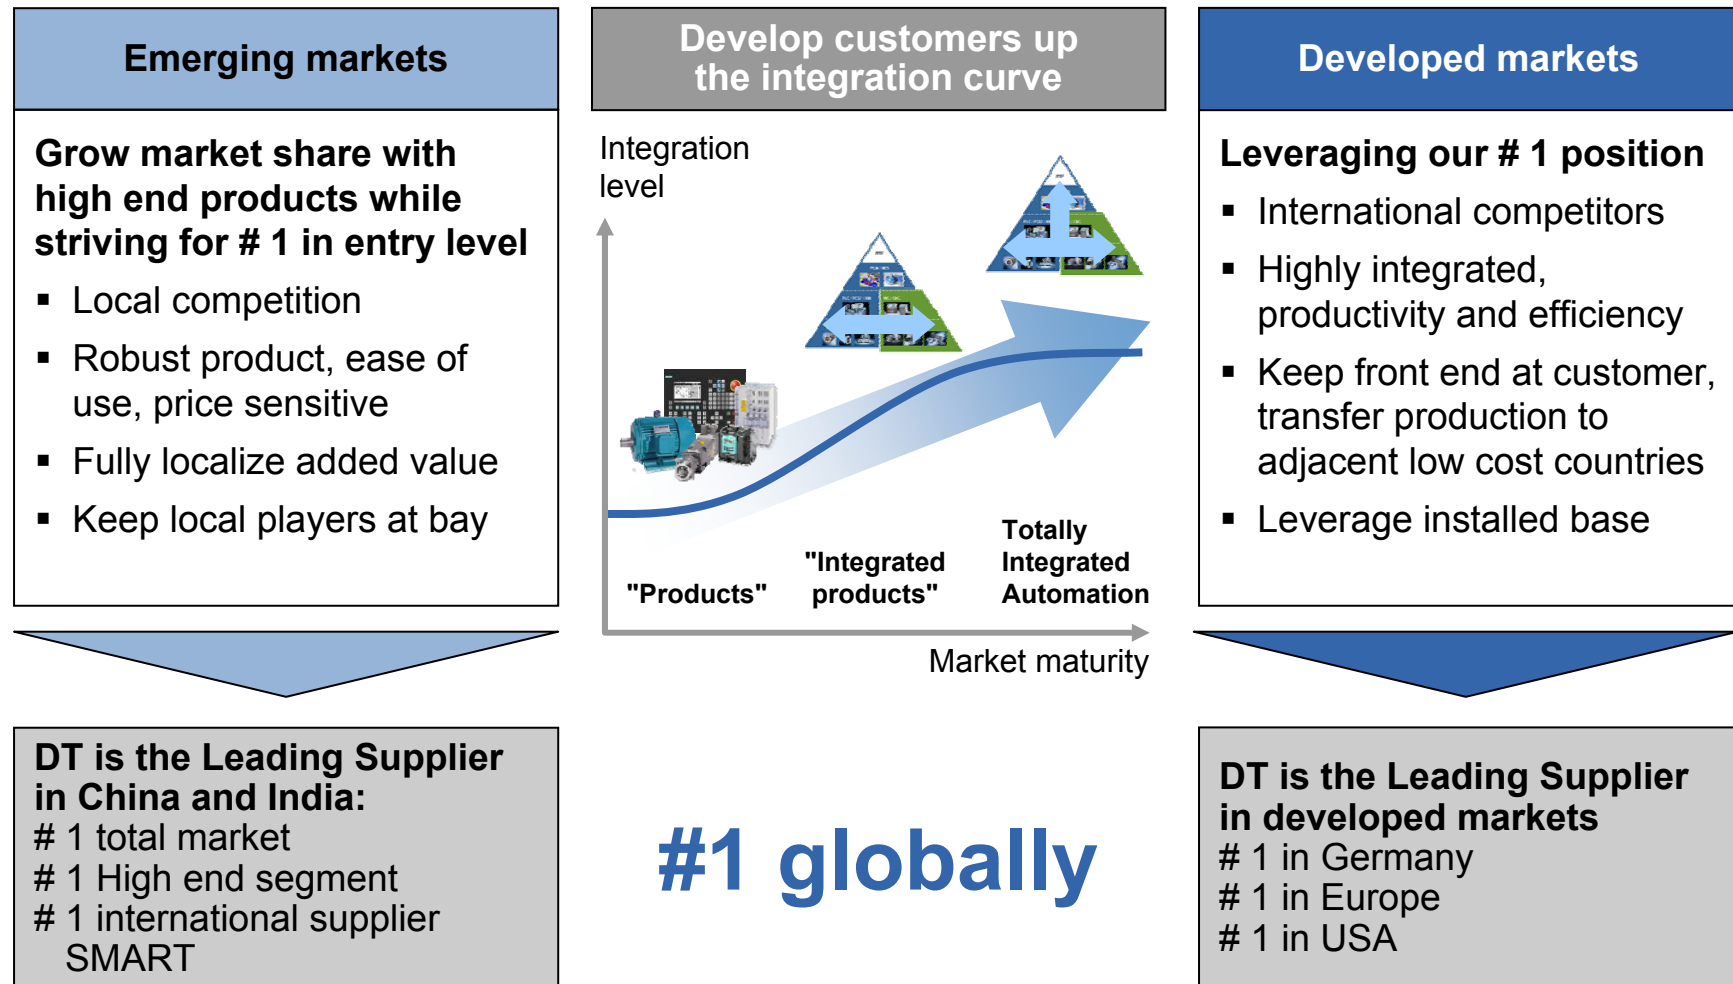 Emerging markets
Grow market share with
high end products while
striving for # 1 in entry level
▪ Local competition
▪ Robust product, ease of
use, price sensitive
▪ Fully localize added value
▪ Keep local players at bay
DT is the Leading Supplier
in China and India:
# 1 total market
# 1 High end segment
# 1 international supplier
SMART
Develop customers up
the integration curve
Integration
level
"Products"
"Integrated
products"
Totally
Integrated
Automation
Market maturity
#1 globally
Developed markets
Leveraging our # 1 position
▪ International competitors
▪ Highly integrated,
productivity and efficiency
▪ Keep front end at customer,
transfer production to
adjacent low cost countries
▪ Leverage installed base
DT is the Leading Supplier
in developed markets
# 1 in Germany
# 1 in Europe
# 1 in USA